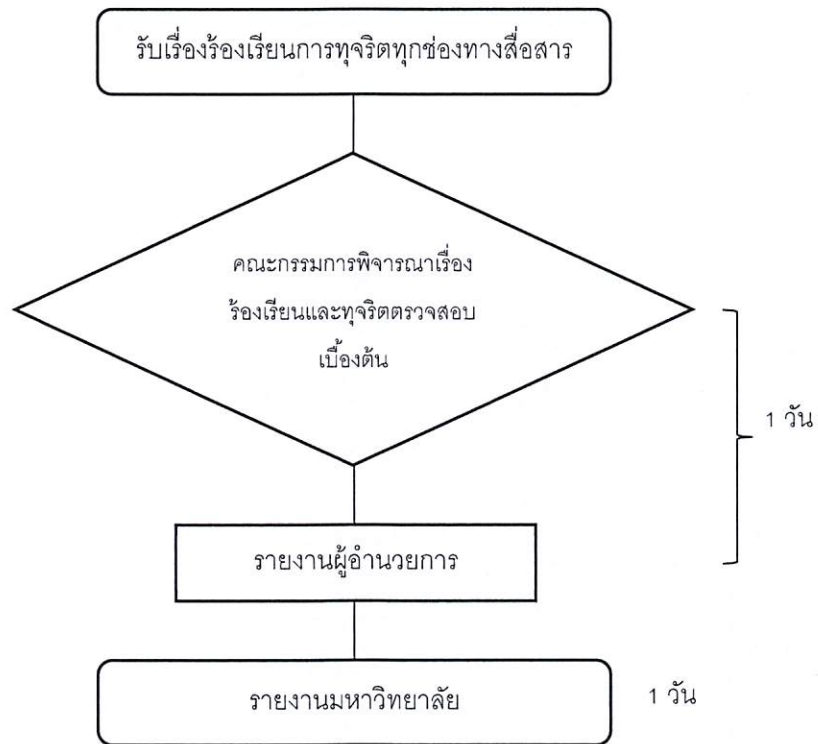 รับเรื่องร้องเรียนการทุจริตทุกช่องทางสื่อสาร
คณะกรรมการพิจารณาเรื่อง
ร้องเรียนและทุจริตตรวจสอบ
เบื้องต้น
1 วัน
รายงานผู้อำนวยการ
รายงานมหาวิทยาลัย
1 วัน